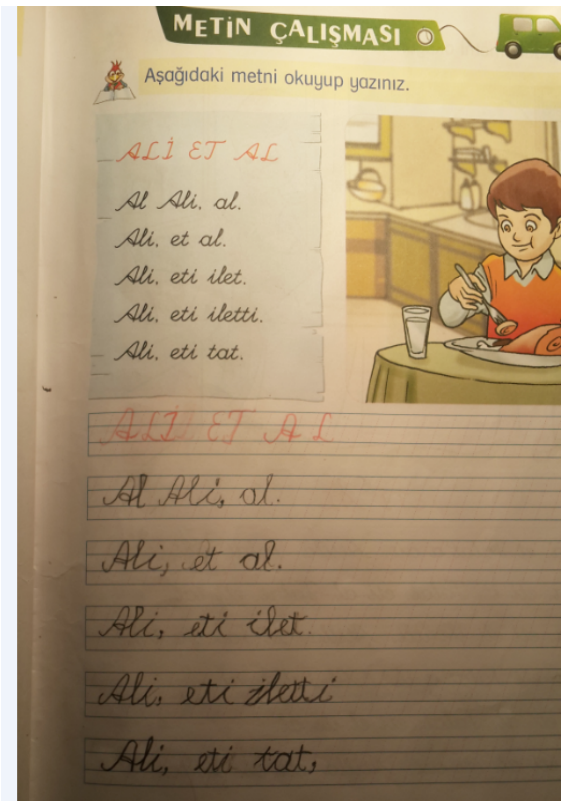 METİN ÇALIŞMASI
Aşağıdaki metni okuyup yazınız.
ALİ ET AL
Al Ali, al.
Ali, et al.
Ali, eti ilet.
Ali, eti iletti.
Ali, eti tat.
ALİ ET AL
Al Ali, al.
Ali, et al.
Ali, eti ilet.
Ali, eti iletti
Ali, eti tat,